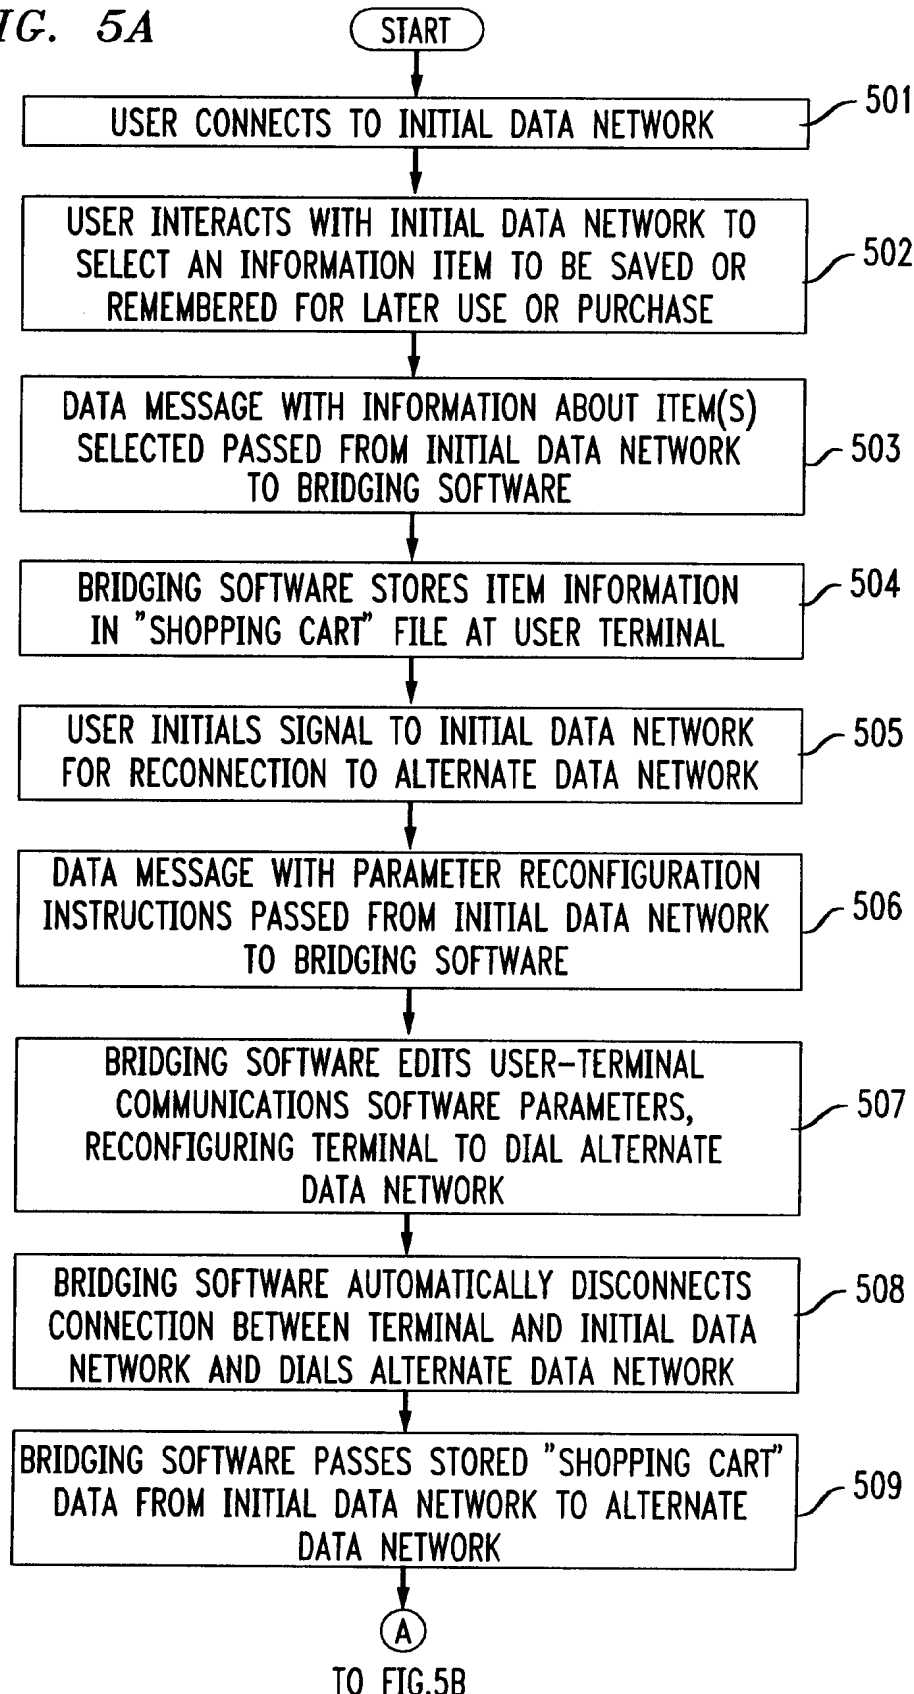 IG. 5A
START
USER CONNECTS TO INITIAL DATA NETWORK
501
USER INTERACTS WITH INITIAL DATA NETWORK TO
SELECT AN INFORMATION ITEM TO BE SAVED OR
REMEMBERED FOR LATER USE OR PURCHASE
502
DATA MESSAGE WITH INFORMATION ABOUT ITEM(S)
SELECTED PASSED FROM INITIAL DATA NETWORK
TO BRIDGING SOFTWARE
503
BRIDGING SOFTWARE STORES ITEM INFORMATION
IN "SHOPPING CART" FILE AT USER TERMINAL
504
USER INITIALS SIGNAL TO INITIAL DATA NETWORK
FOR RECONNECTION TO ALTERNATE DATA NETWORK
505
DATA MESSAGE WITH PARAMETER RECONFIGURATION
INSTRUCTIONS PASSED FROM INITIAL DATA NETWORK
TO BRIDGING SOFTWARE
506
BRIDGING SOFTWARE EDITS USER-TERMINAL
COMMUNICATIONS SOFTWARE PARAMETERS,
RECONFIGURING TERMINAL TO DIAL ALTERNATE
DATA NETWORK
507
BRIDGING SOFTWARE AUTOMATICALLY DISCONNECTS
CONNECTION BETWEEN TERMINAL AND INITIAL DATA
NETWORK AND DIALS ALTERNATE DATA NETWORK
508
BRIDGING SOFTWARE PASSES STORED "SHOPPING CART"
DATA FROM INITIAL DATA NETWORK TO ALTERNATE
DATA NETWORK
509
A
TO FIG.5B